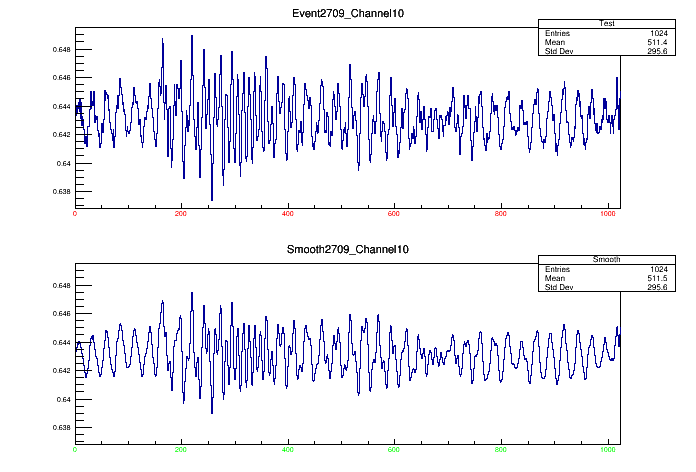 Event2709_Channel10
Test
Entries 1024
Mean 511.4
Std Dev 295.6
0.648
0.646
0.644
0.642
0.64
0.638
0 200 400 600 800 1000
Smooth2709_Channel10
Smooth
Entries 1024
Mean 511.5
Std Dev 295.6
0.648
0.646
0.644
0.642
0.64
0.638
0 200 400 600 800 1000